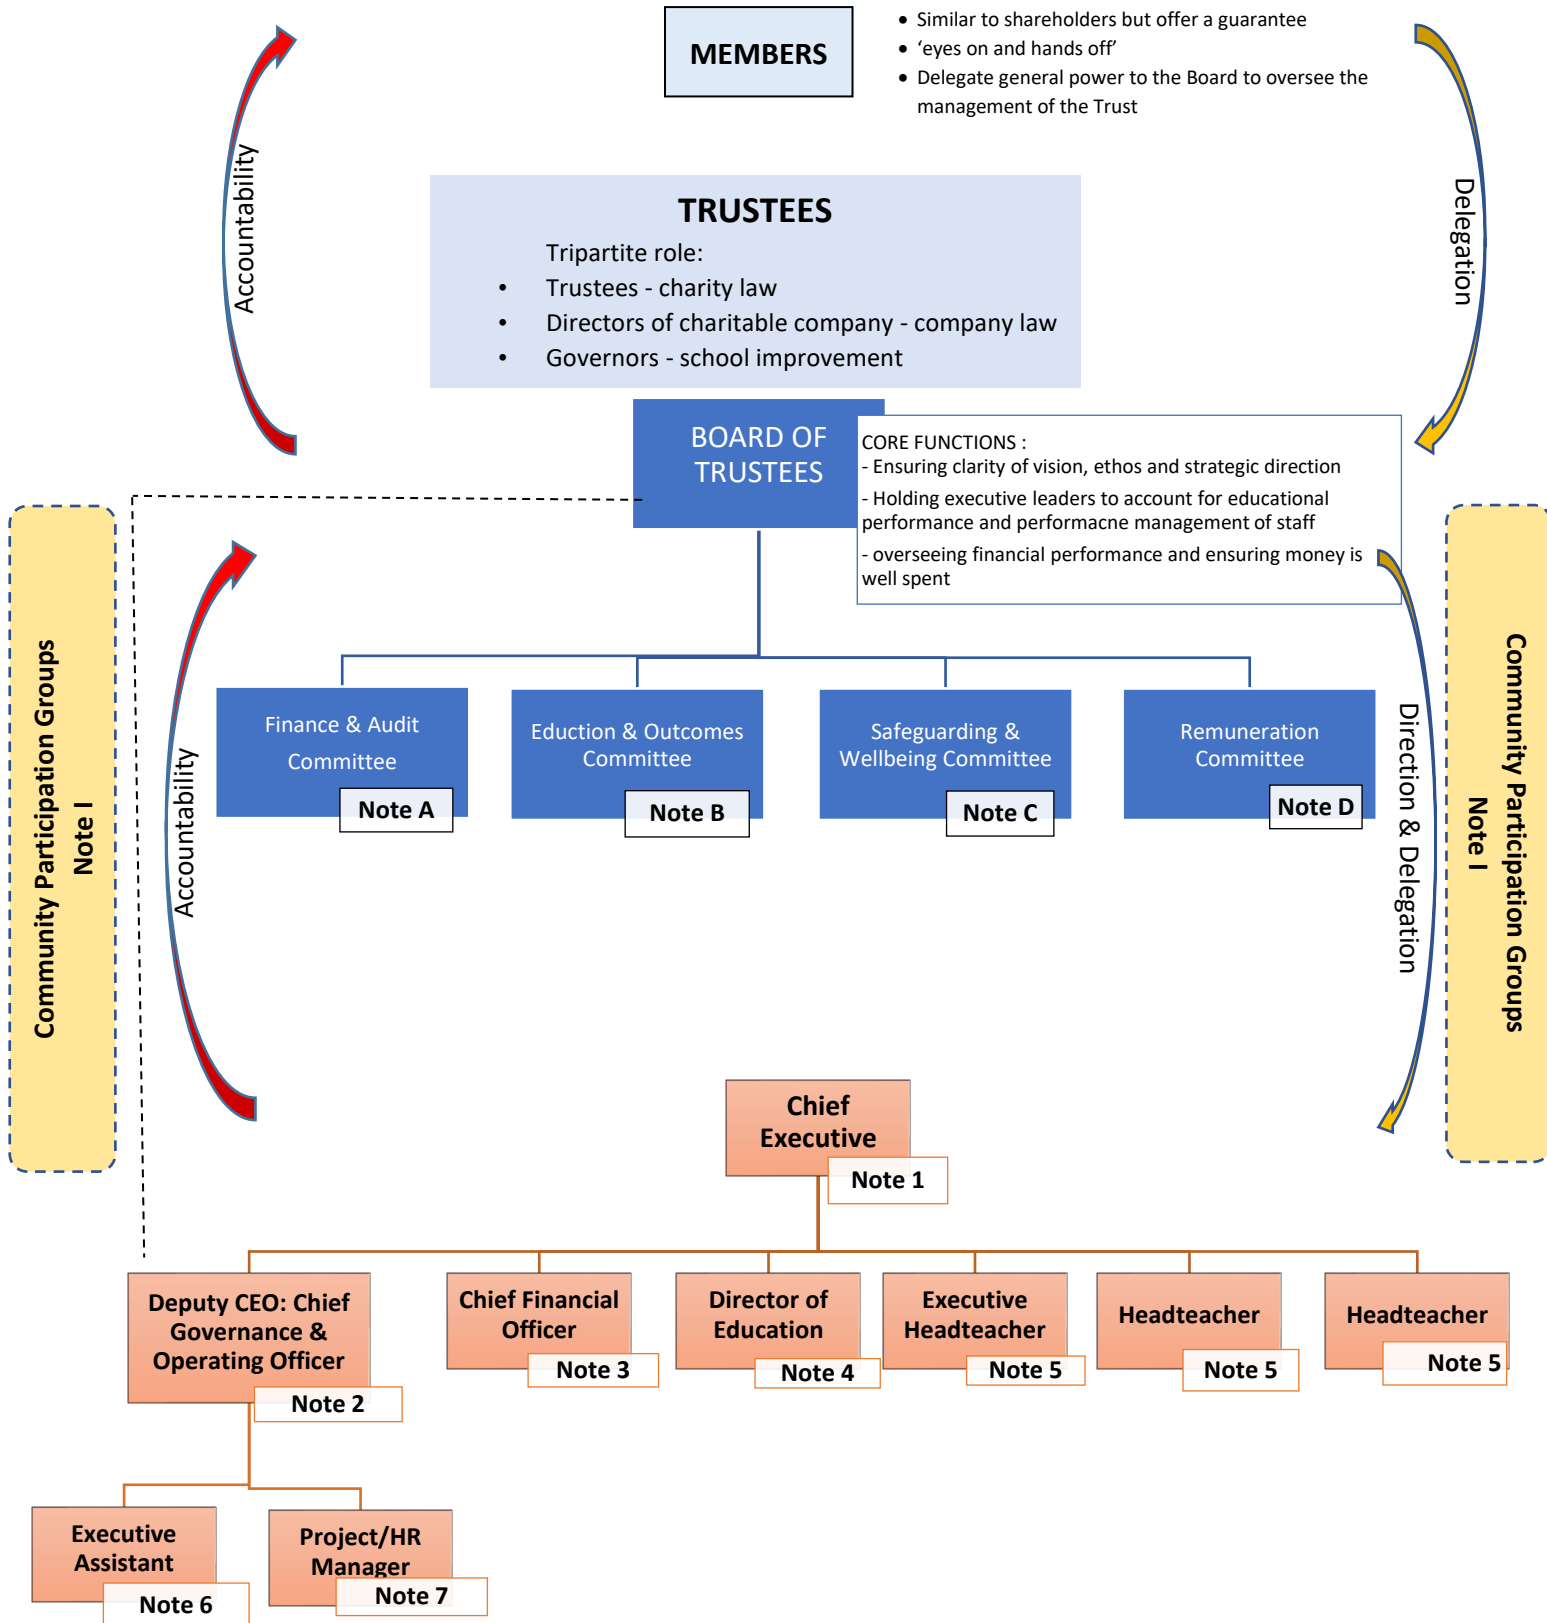 MEMBERS
• Similar to shareholders but offer a guarantee
• ‘eyes on and hands off’
• Delegate general power to the Board to oversee the
management of the Trust
Accountability
Delegation
TRUSTEES
Tripartite role:
• Trustees - charity law
• Directors of charitable company - company law
• Governors - school improvement
BOARD OF
TRUSTEES
CORE FUNCTIONS :
- Ensuring clarity of vision, ethos and strategic direction
- Holding executive leaders to account for educational
performance and performacne management of staff
- overseeing financial performance and ensuring money is
well spent
Community Participation Groups
Note I
Accountability
Finance & Audit
Committee
Note A
Eduction & Outcomes
Committee
Note B
Safeguarding &
Wellbeing Committee
Note C
Remuneration
Committee
Note D
Direction & Delegation
Community Participation Groups
Note I
Chief
Executive
Note 1
Deputy CEO: Chief
Governance &
Operating Officer
Note 2
Chief Financial
Officer
Note 3
Director of
Education
Note 4
Executive
Headteacher
Note 5
Headteacher
Note 5
Headteacher
Note 5
Executive
Assistant
Note 6
Project/HR
Manager
Note 7